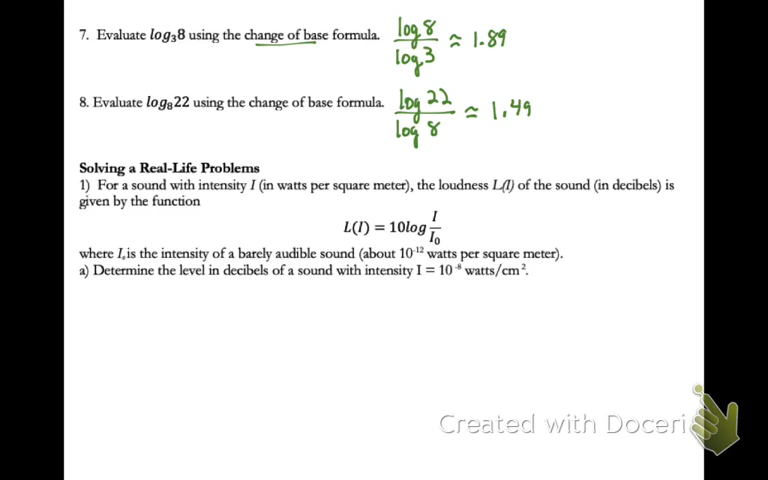 7. Evaluate log₃8 using the change of base formula. log 8 / log 3 ≈ 1.89
8. Evaluate log₈22 using the change of base formula. log 22 / log 8 ≈ 1.49
Solving a Real-Life Problems
1) For a sound with intensity I (in watts per square meter), the loudness L(I) of the sound (in decibels) is
given by the function
L(I) = 10log I/I₀
where Iₒ is the intensity of a barely audible sound (about 10⁻¹² watts per square meter).
a) Determine the level in decibels of a sound with intensity I = 10⁻⁸ watts/cm².
Created with Doceri